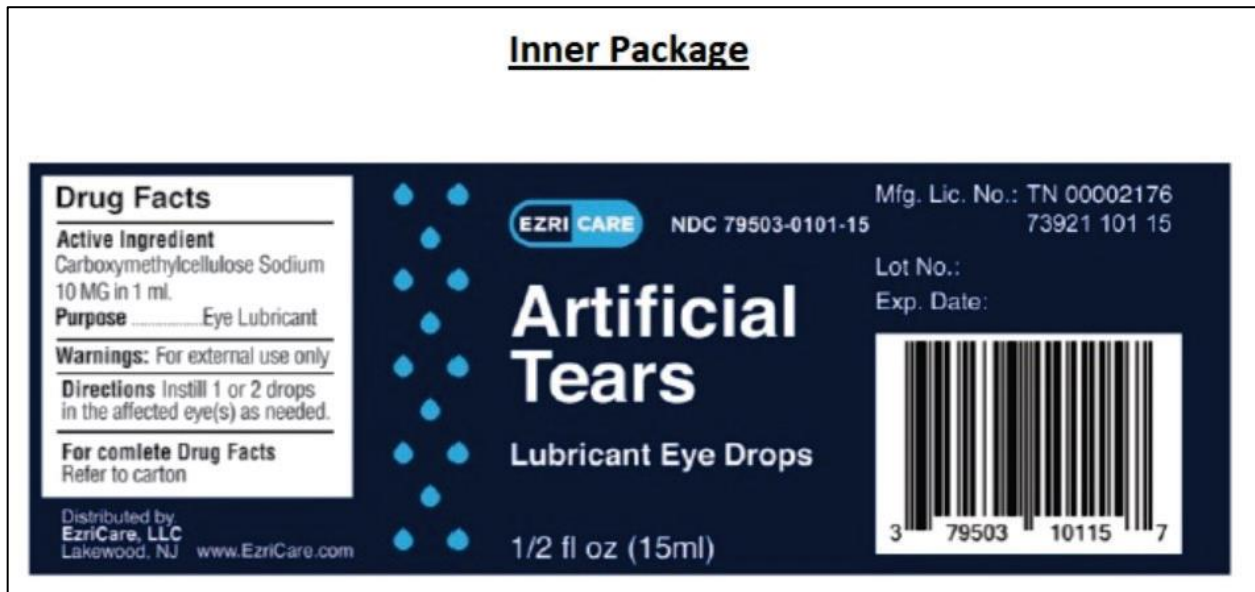 Inner Package
Drug Facts
Active Ingredient
Carboxymethylcellulose Sodium
10 MG in 1 ml.
Purpose ................. Eye Lubricant
Warnings: For external use only
Directions Instill 1 or 2 drops
in the affected eye(s) as needed.
For comlete Drug Facts
Refer to carton
Distributed by
EzriCare, LLC
Lakewood, NJ www.EzriCare.com
EZRI CARE NDC 79503-0101-15
Artificial
Tears
Lubricant Eye Drops
1/2 fl oz (15ml)
Mfg. Lic. No.: TN 00002176
73921 101 15
Lot No.:
Exp. Date:
3 79503 10115 7